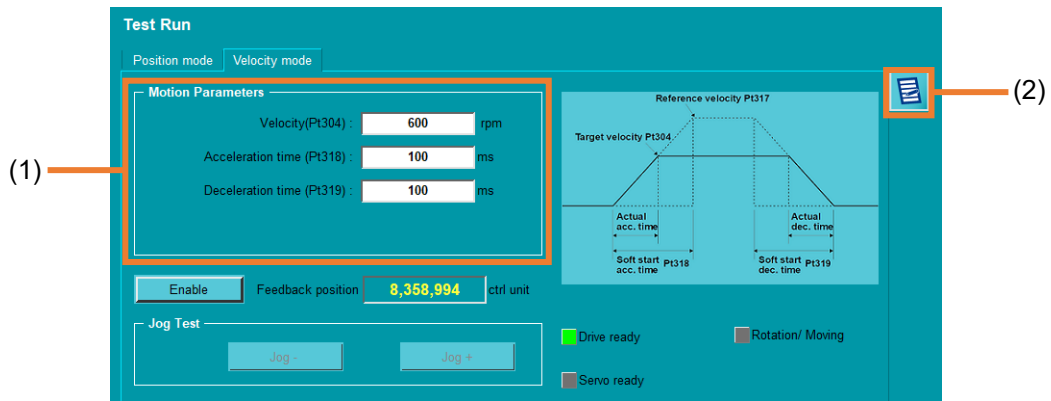 Test Run
Position mode
Velocity mode
(1)
(2)
Motion Parameters
Velocity(Pt304) :
600
rpm
Acceleration time (Pt318) :
100
ms
Deceleration time (Pt319) :
100
ms
Reference velocity Pt317
Target velocity Pt304
Actual
acc. time
Actual
dec. time
Soft start
acc. time
Pt318
Soft start
dec. time
Pt319
Enable
Feedback position
8,358,994
ctrl unit
Jog Test
Jog -
Jog +
Drive ready
Rotation/ Moving
Servo ready